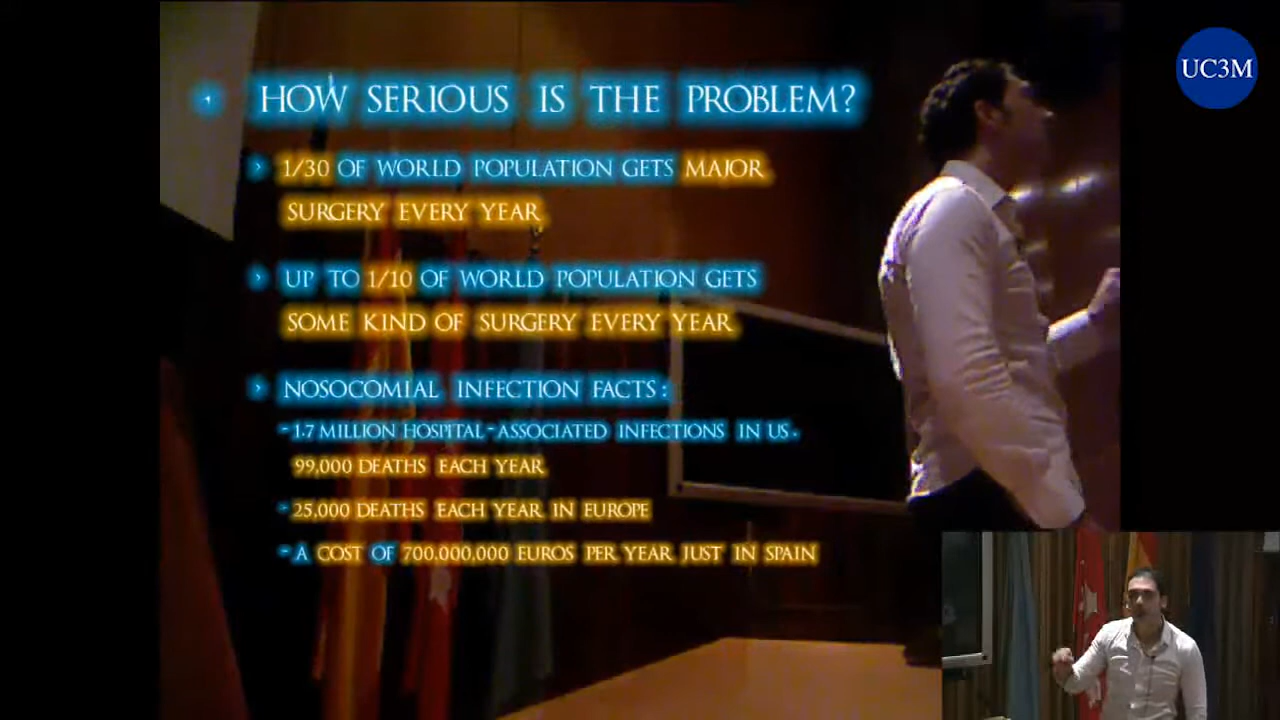 UC3M
HOW SERIOUS IS THE PROBLEM?
1/30 OF WORLD POPULATION GETS MAJOR
SURGERY EVERY YEAR
UP TO 1/10 OF WORLD POPULATION GETS
SOME KIND OF SURGERY EVERY YEAR
NOSOCOMIAL INFECTION FACTS:
-1.7 MILLION HOSPITAL-ASSOCIATED INFECTIONS IN US.
99,000 DEATHS EACH YEAR
-25,000 DEATHS EACH YEAR IN EUROPE
-A COST OF 700.000,000 EUROS PER YEAR JUST IN SPAIN